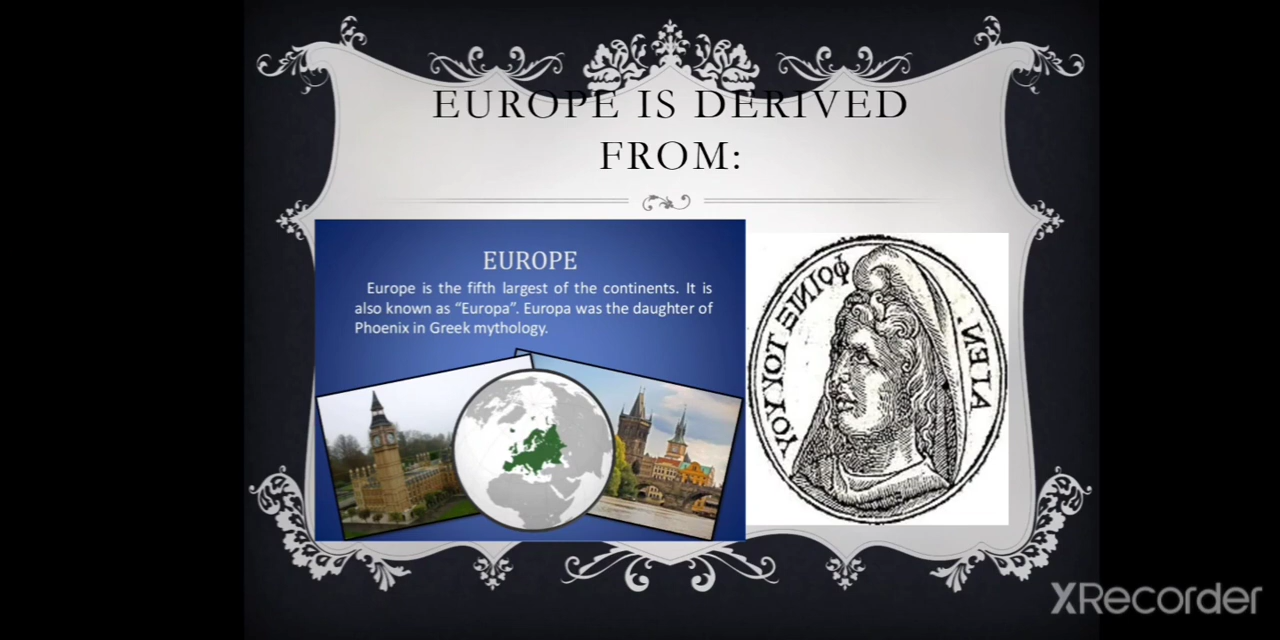 EUROPE IS DERIVED
FROM:
EUROPE
Europe is the fifth largest of the continents. It is
also known as “Europa”. Europa was the daughter of
Phoenix in Greek mythology.
XRecorder